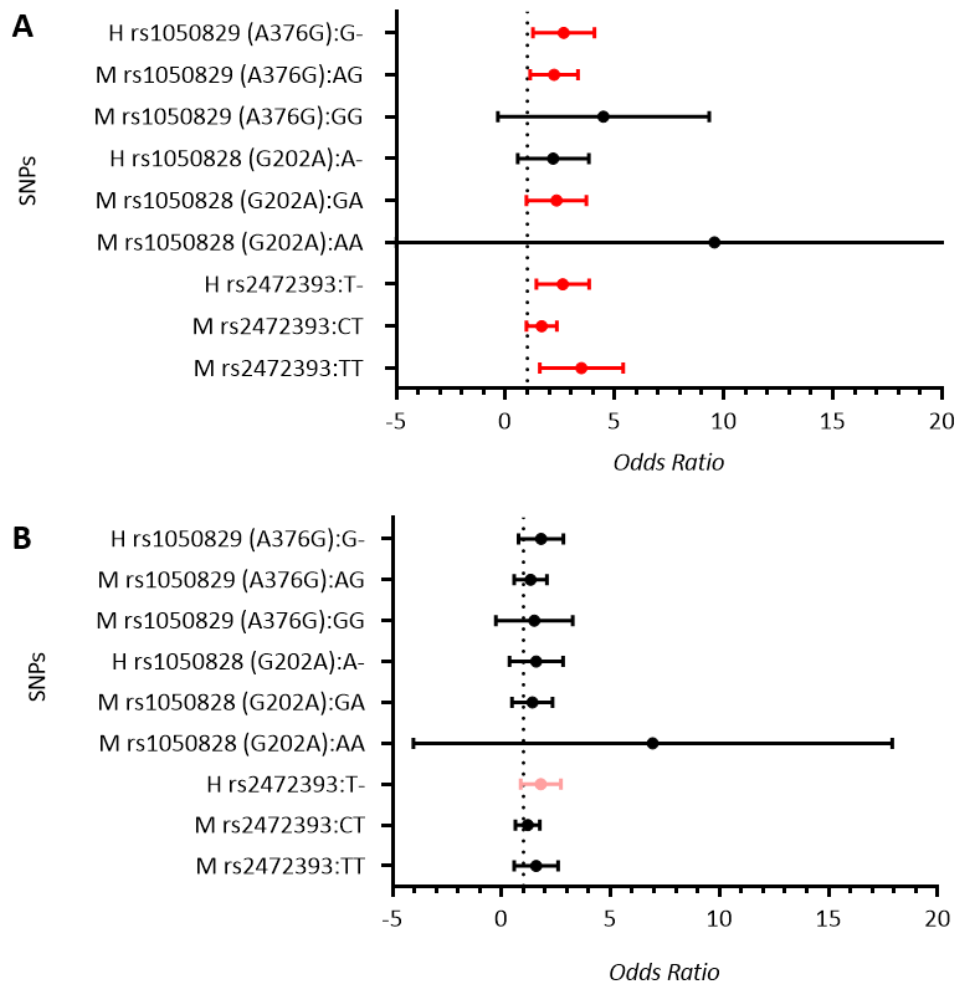 A
SNPs
H rs1050829 (A376G):G-
M rs1050829 (A376G):AG
M rs1050829 (A376G):GG
H rs1050828 (G202A):A-
M rs1050828 (G202A):GA
M rs1050828 (G202A):AA
H rs2472393:T-
M rs2472393:CT
M rs2472393:TT
-5 0 5 10 15 20
Odds Ratio
B
SNPs
H rs1050829 (A376G):G-
M rs1050829 (A376G):AG
M rs1050829 (A376G):GG
H rs1050828 (G202A):A-
M rs1050828 (G202A):GA
M rs1050828 (G202A):AA
H rs2472393:T-
M rs2472393:CT
M rs2472393:TT
-5 0 5 10 15 20
Odds Ratio